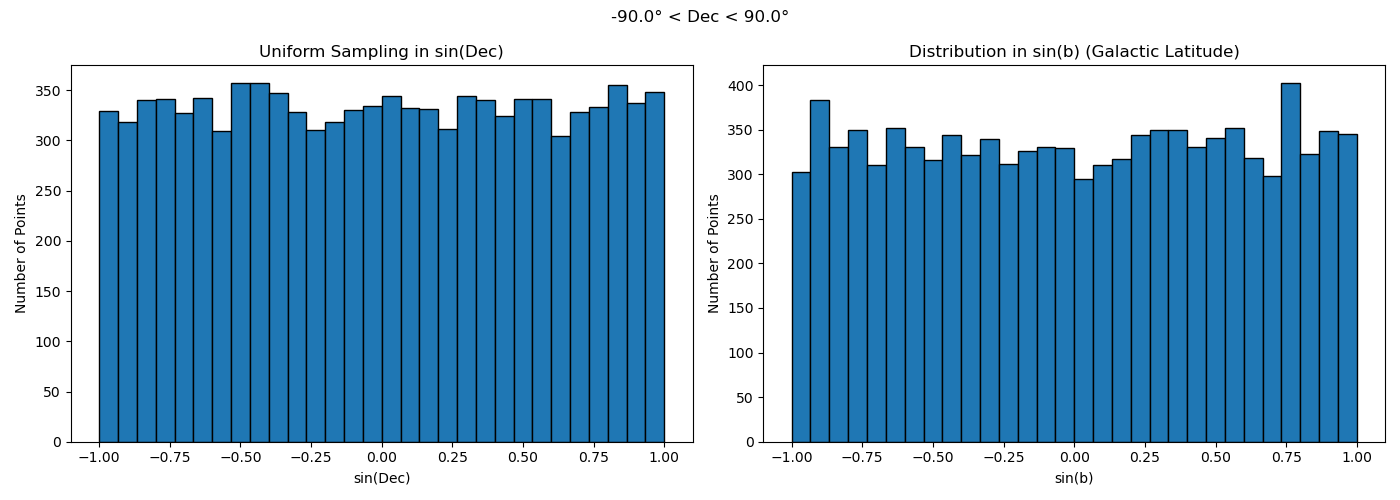 -90.0° < Dec < 90.0°
Uniform Sampling in sin(Dec)
Number of Points
350
300
250
200
150
100
50
0
−1.00 −0.75 −0.50 −0.25 0.00 0.25 0.50 0.75 1.00
sin(Dec)
Distribution in sin(b) (Galactic Latitude)
Number of Points
400
350
300
250
200
150
100
50
0
−1.00 −0.75 −0.50 −0.25 0.00 0.25 0.50 0.75 1.00
sin(b)